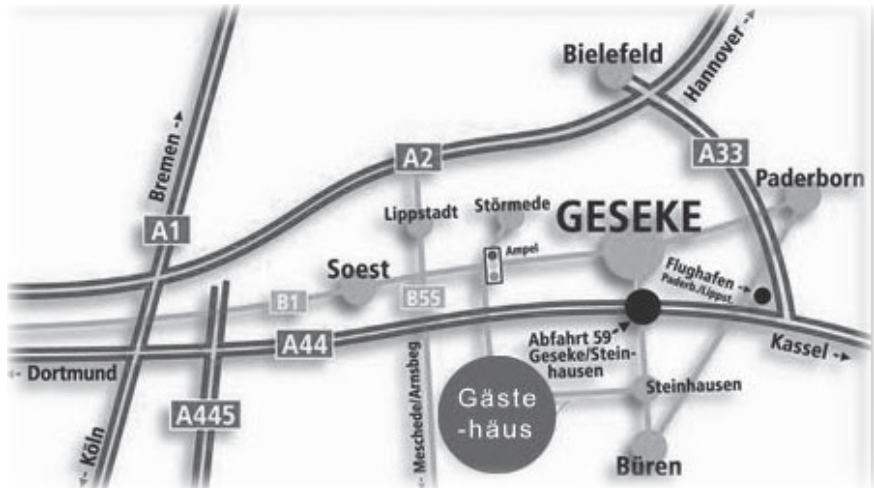 Bielefeld
Hannover →
A33
Bremen →
A2
Paderborn
A1
Lippstadt
Störmede
GESEKE
Ampel
Soest
Flughafen →
Paderb./Lippst.
B1
B55
A44
Abfahrt 59
Geseke/Stein-
hausen
Kassel →
← Dortmund
Steinhausen
A445
← Meschede/Arnsbeg
Gäste
-häus
← Köln
Büren